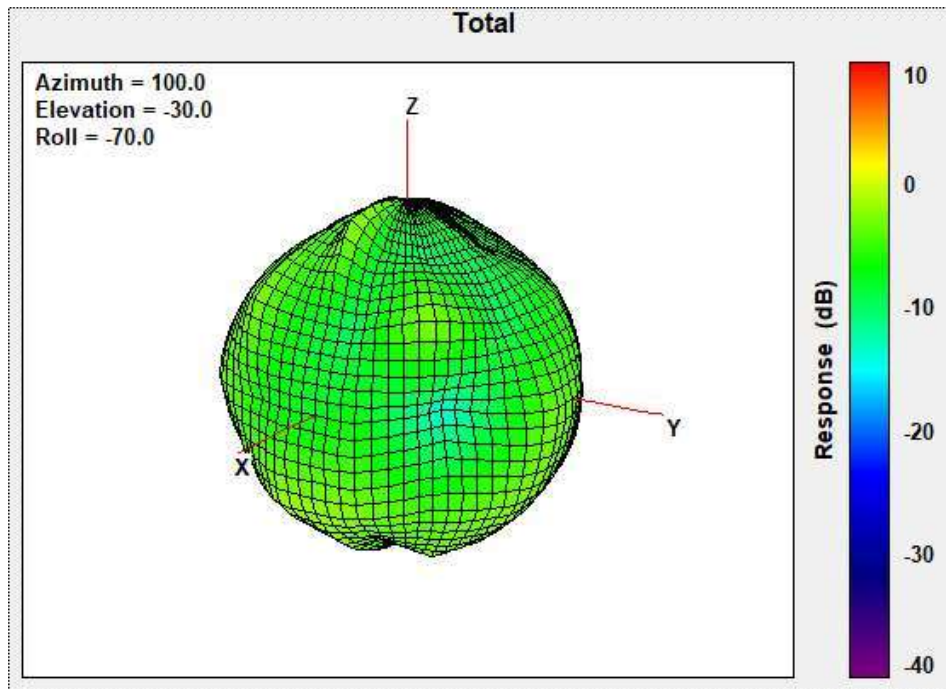 Total
Azimuth = 100.0
Elevation = -30.0
Roll = -70.0
Z
Y
X
10
0
-10
-20
-30
-40
Response (dB)